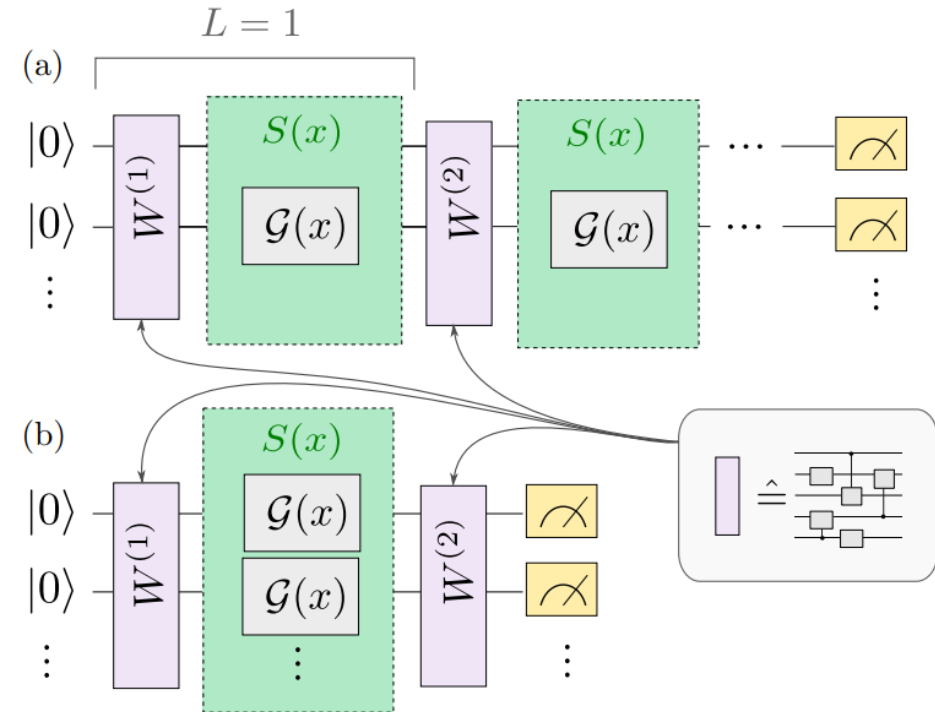 L = 1
(a)
|0⟩ W⁽¹⁾ S(x) W⁽²⁾ S(x) ⋯
|0⟩ 𝒢(x) 𝒢(x) ⋯
⋮ ⋮
(b)
|0⟩ W⁽¹⁾ S(x) 𝒢(x) W⁽²⁾
|0⟩ 𝒢(x)
⋮ ⋮ ⋮
≙